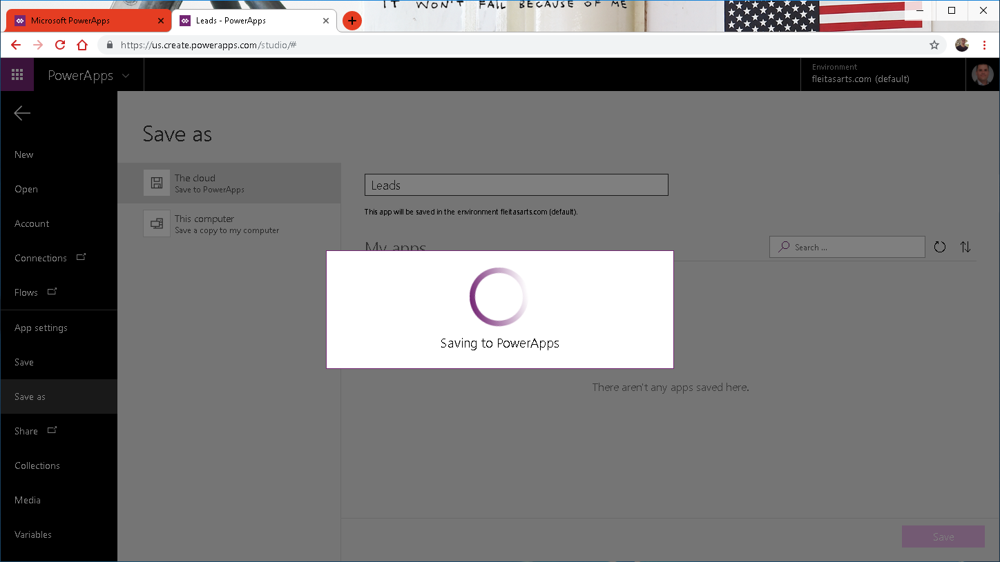 IT WON'T FAIL BECAUSE OF ME
Microsoft PowerApps
Leads - PowerApps
https://us.create.powerapps.com/studio/#
PowerApps
Environment
fleitasarts.com (default)
New
Open
Account
Connections
Flows
App settings
Save
Save as
Share
Collections
Media
Variables
Save as
The cloud
Save to PowerApps
This computer
Save a copy to my computer
Leads
This app will be saved in the environment fleitasarts.com (default).
My apps
Search ...
Saving to PowerApps
There aren't any apps saved here.
Save